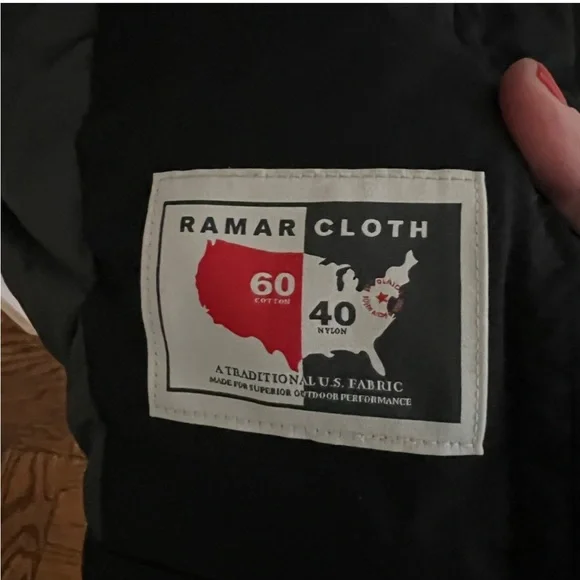 RAMAR CLOTH
60
COTTON
40
NYLON
A TRADITIONAL U.S. FABRIC
MADE FOR SUPERIOR OUTDOOR PERFORMANCE